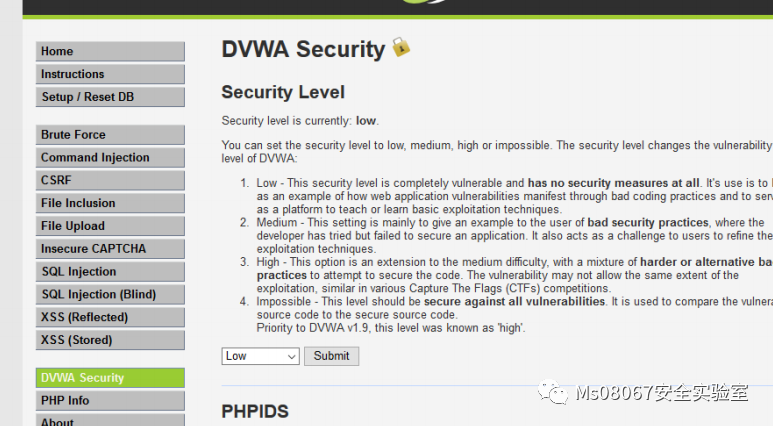 Home
Instructions
Setup / Reset DB
Brute Force
Command Injection
CSRF
File Inclusion
File Upload
Insecure CAPTCHA
SQL Injection
SQL Injection (Blind)
XSS (Reflected)
XSS (Stored)
DVWA Security
PHP Info
About
DVWA Security
Security Level
Security level is currently: low.
You can set the security level to low, medium, high or impossible. The security level changes the vulnerability
level of DVWA:
1. Low - This security level is completely vulnerable and has no security measures at all. It's use is to
as an example of how web application vulnerabilities manifest through bad coding practices and to
as a platform to teach or learn basic exploitation techniques.
2. Medium - This setting is mainly to give an example to the user of bad security practices, where the
developer has tried but failed to secure an application. It also acts as a challenge to users to refine
exploitation techniques.
3. High - This option is an extension to the medium difficulty, with a mixture of harder or alternative
practices to attempt to secure the code. The vulnerability may not allow the same extent of the
exploitation, similar in various Capture The Flags (CTFs) competitions.
4. Impossible - This level should be secure against all vulnerabilities. It is used to compare the
source code to the secure source code.
Priority to DVWA v1.9, this level was known as 'high'.
Low Submit
PHPIDS
Ms08067安全实验室